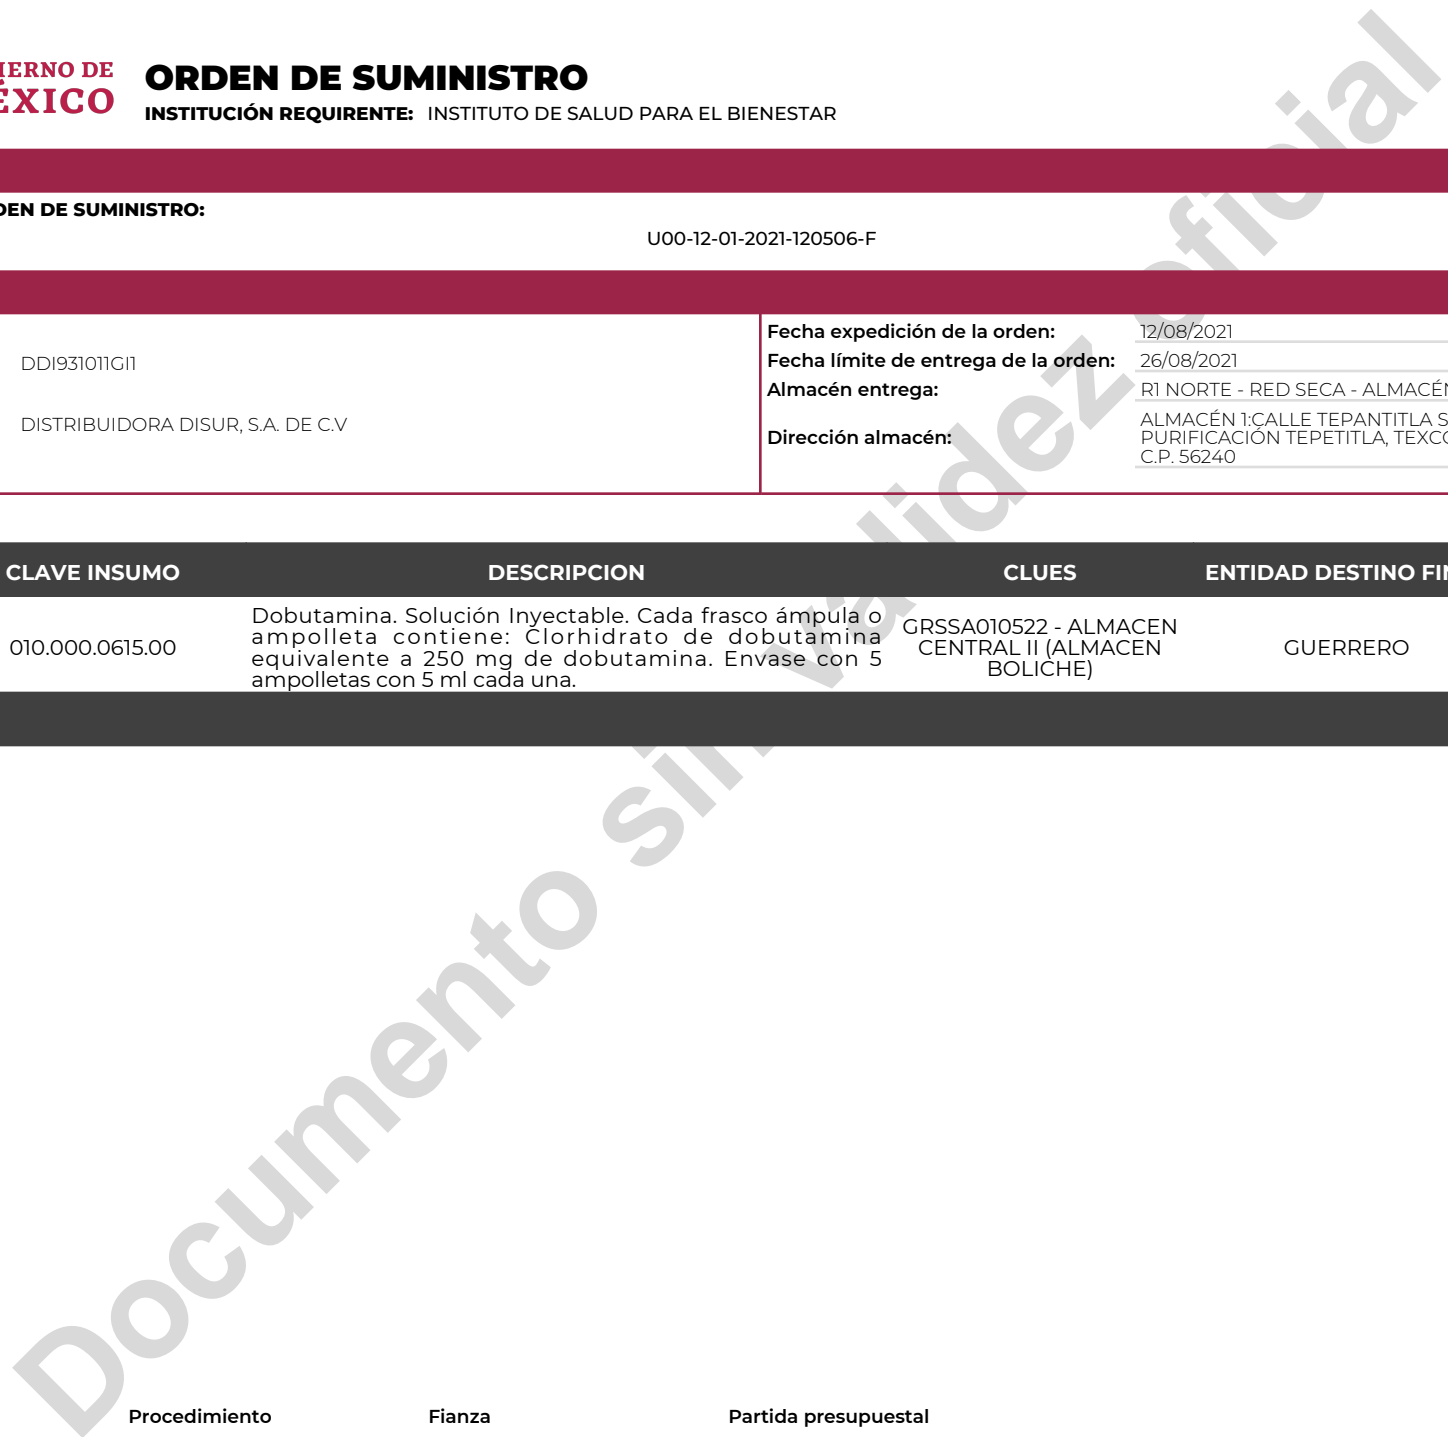 IERNO DE
ÉXICO
ORDEN DE SUMINISTRO
INSTITUCIÓN REQUIRENTE: INSTITUTO DE SALUD PARA EL BIENESTAR
DEN DE SUMINISTRO:
U00-12-01-2021-120506-F
DDI931011GI1
DISTRIBUIDORA DISUR, S.A. DE C.V
Fecha expedición de la orden: 12/08/2021
Fecha límite de entrega de la orden: 26/08/2021
Almacén entrega: R1 NORTE - RED SECA - ALMACÉN
Dirección almacén:
ALMACÉN 1:CALLE TEPANTITLA S
PURIFICACIÓN TEPETITLA, TEXCO
C.P. 56240
CLAVE INSUMO DESCRIPCION CLUES ENTIDAD DESTINO FIN
010.000.0615.00
Dobutamina. Solución Inyectable. Cada frasco ámpula o
ampolleta contiene: Clorhidrato de dobutamina
equivalente a 250 mg de dobutamina. Envase con 5
ampolletas con 5 ml cada una.
GRSSA010522 - ALMACEN
CENTRAL II (ALMACEN
BOLICHE)
GUERRERO
Documento sin validez oficial
Procedimiento Fianza Partida presupuestal